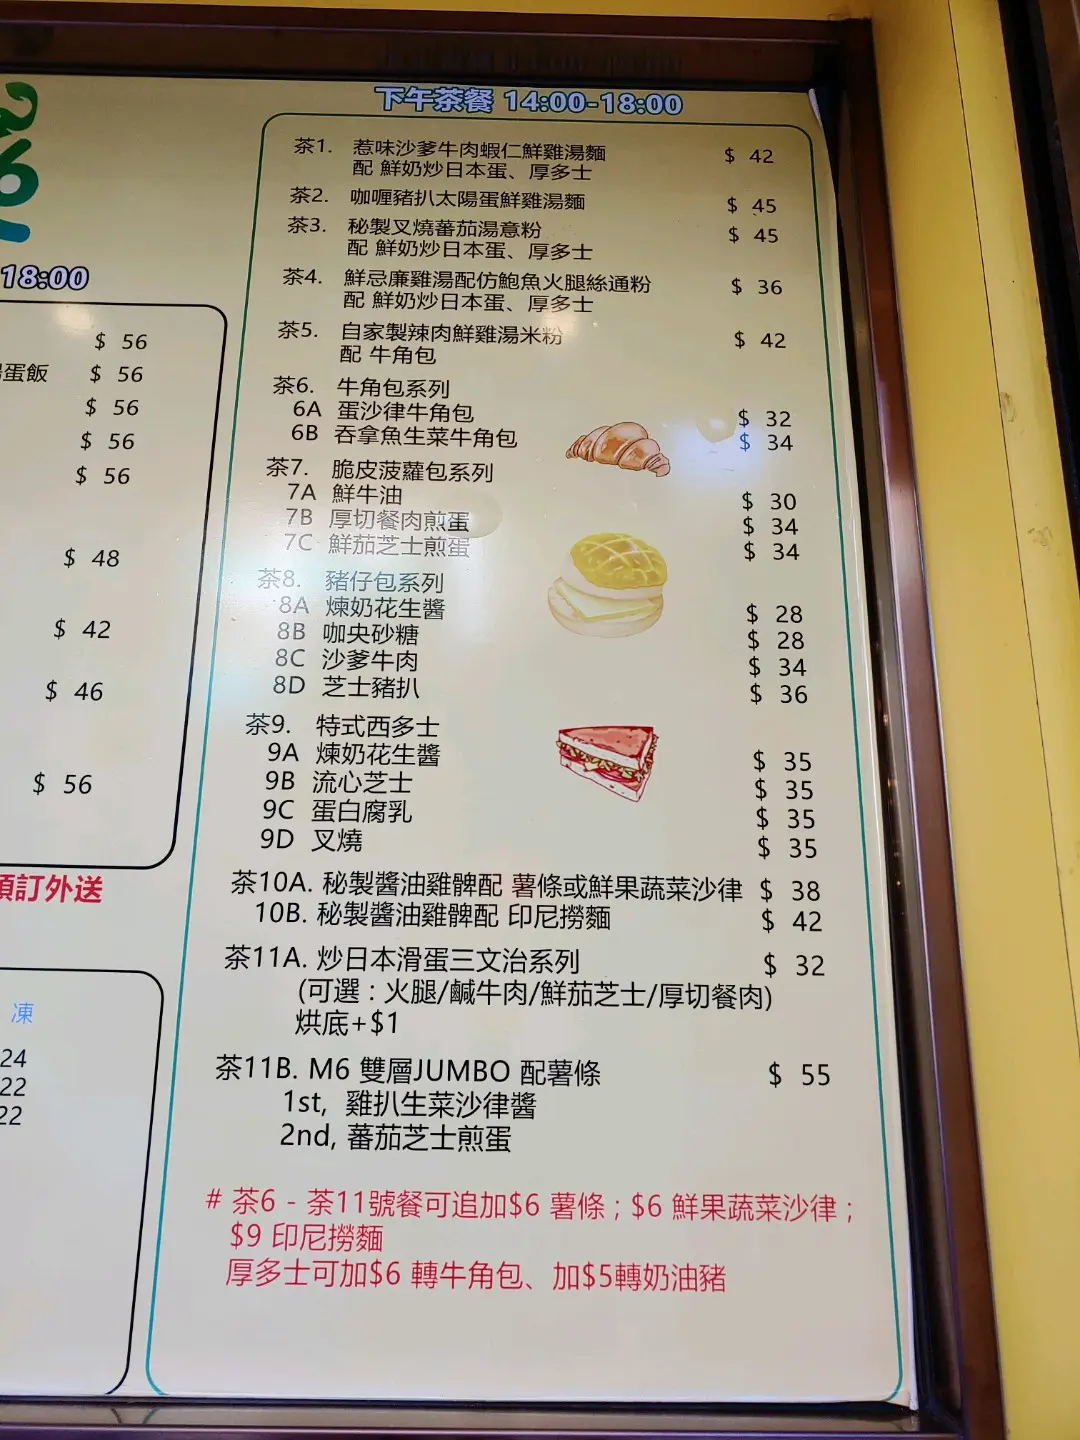 18:00
$ 56
蛋飯 $ 56
$ 56
$ 56
$ 56
$ 48
$ 42
$ 46
$ 56
預訂外送
凍
24
22
22
下午茶餐 14:00-18:00
茶1. 惹味沙爹牛肉蝦仁鮮雞湯麵 $ 42
配 鮮奶炒日本蛋、厚多士
茶2. 咖喱豬扒太陽蛋鮮雞湯麵 $ 45
茶3. 秘製叉燒蕃茄湯意粉 $ 45
配 鮮奶炒日本蛋、厚多士
茶4. 鮮忌廉雞湯配仿鮑魚火腿絲通粉 $ 36
配 鮮奶炒日本蛋、厚多士
茶5. 自家製辣肉鮮雞湯米粉 $ 42
配 牛角包
茶6. 牛角包系列
6A 蛋沙律牛角包 $ 32
6B 吞拿魚生菜牛角包 $ 34
茶7. 脆皮菠蘿包系列
7A 鮮牛油 $ 30
7B 厚切餐肉煎蛋 $ 34
7C 鮮茄芝士煎蛋 $ 34
茶8. 豬仔包系列
8A 煉奶花生醬 $ 28
8B 咖央砂糖 $ 28
8C 沙爹牛肉 $ 34
8D 芝士豬扒 $ 36
茶9. 特式西多士
9A 煉奶花生醬 $ 35
9B 流心芝士 $ 35
9C 蛋白腐乳 $ 35
9D 叉燒 $ 35
茶10A. 秘製醬油雞髀配 薯條或鮮果蔬菜沙律 $ 38
10B. 秘製醬油雞髀配 印尼撈麵 $ 42
茶11A. 炒日本滑蛋三文治系列 $ 32
(可選 : 火腿/鹹牛肉/鮮茄芝士/厚切餐肉)
烘底+$1
茶11B. M6 雙層JUMBO 配薯條 $ 55
1st, 雞扒生菜沙律醬
2nd, 蕃茄芝士煎蛋
# 茶6 - 茶11號餐可追加$6 薯條；$6 鮮果蔬菜沙律；
$9 印尼撈麵
厚多士可加$6 轉牛角包、加$5轉奶油豬